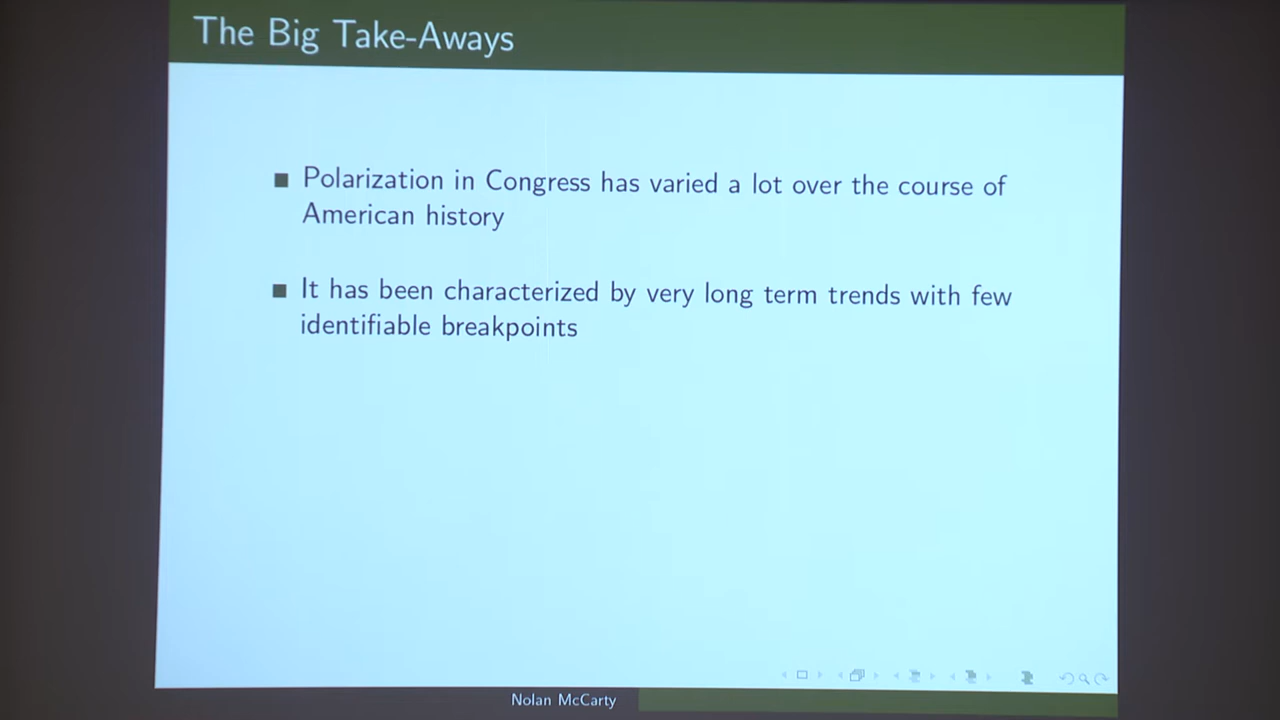 The Big Take-Aways
Polarization in Congress has varied a lot over the course of
American history
It has been characterized by very long term trends with few
identifiable breakpoints
Nolan McCarty